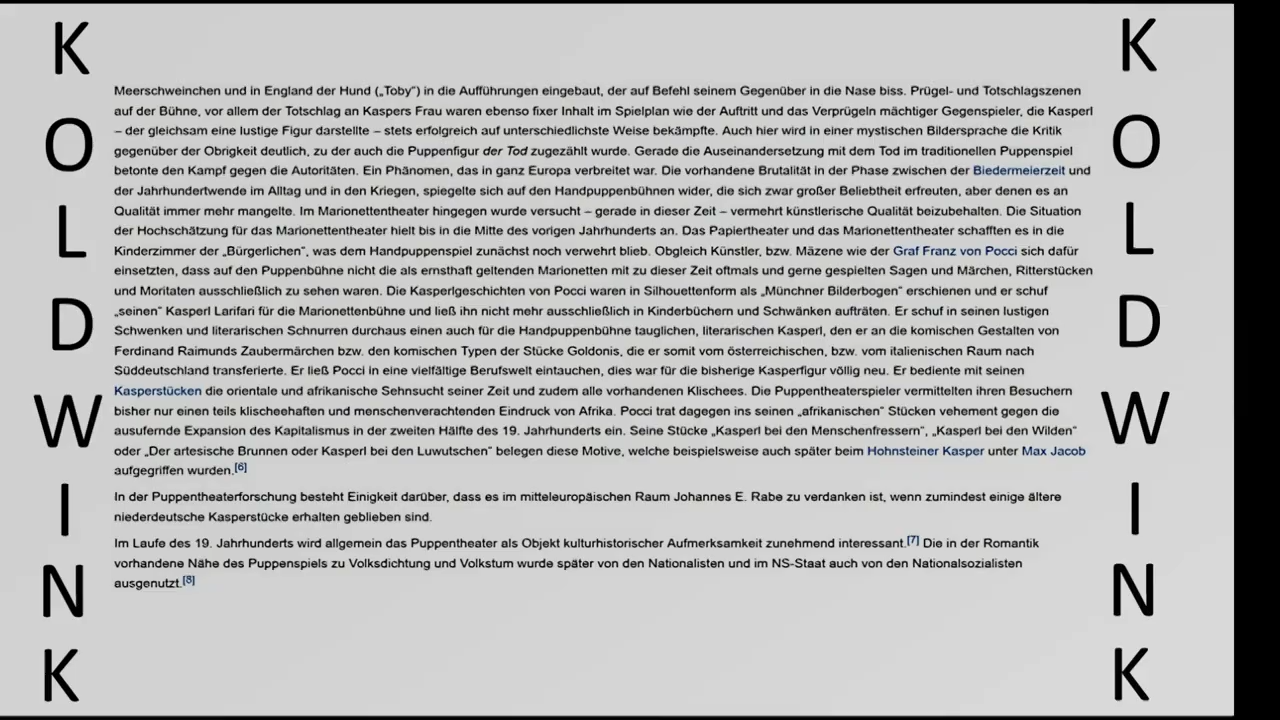 K
O
L
D
W
I
N
K
Meerschweinchen und in England der Hund („Toby“) in die Aufführungen eingebaut, der auf Befehl seinem Gegenüber in die Nase biss. Prügel- und Totschlagszenen
auf der Bühne, vor allem der Totschlag an Kaspers Frau waren ebenso fixer Inhalt im Spielplan wie der Auftritt und das Verprügeln mächtiger Gegenspieler, die Kasperl
– der gleichsam eine lustige Figur darstellte – stets erfolgreich auf unterschiedlichste Weise bekämpfte. Auch hier wird in einer mystischen Bildersprache die Kritik
gegenüber der Obrigkeit deutlich, zu der auch die Puppenfigur der Tod zugezählt wurde. Gerade die Auseinandersetzung mit dem Tod im traditionellen Puppenspiel
betonte den Kampf gegen die Autoritäten. Ein Phänomen, das in ganz Europa verbreitet war. Die vorhandene Brutalität in der Phase zwischen der Biedermeierzeit und
der Jahrhundertwende im Alltag und in den Kriegen, spiegelte sich auf den Handpuppenbühnen wider, die sich zwar großer Beliebtheit erfreuten, aber denen es an
Qualität immer mehr mangelte. Im Marionettentheater hingegen wurde versucht – gerade in dieser Zeit – vermehrt künstlerische Qualität beizubehalten. Die Situation
der Hochschätzung für das Marionettentheater hielt bis in die Mitte des vorigen Jahrhunderts an. Das Papiertheater und das Marionettentheater schafften es in die
Kinderzimmer der „Bürgerlichen“, was dem Handpuppenspiel zunächst noch verwehrt blieb. Obgleich Künstler, bzw. Mäzene wie der Graf Franz von Pocci sich dafür
einsetzten, dass auf den Puppenbühne nicht die als ernsthaft geltenden Marionetten mit zu dieser Zeit oftmals und gerne gespielten Sagen und Märchen, Ritterstücken
und Moritaten ausschließlich zu sehen waren. Die Kasperlgeschichten von Pocci waren in Silhouettenform als „Münchner Bilderbogen“ erschienen und er schuf
„seinen“ Kasperl Larifari für die Marionettenbühne und ließ ihn nicht mehr ausschließlich in Kinderbüchern und Schwänken aufträten. Er schuf in seinen lustigen
Schwenken und literarischen Schnurren durchaus einen auch für die Handpuppenbühne tauglichen, literarischen Kasperl, den er an die komischen Gestalten von
Ferdinand Raimunds Zaubermärchen bzw. den komischen Typen der Stücke Goldonis, die er somit vom österreichischen, bzw. vom italienischen Raum nach
Süddeutschland transferierte. Er ließ Pocci in eine vielfältige Berufswelt eintauchen, dies war für die bisherige Kasperfigur völlig neu. Er bediente mit seinen
Kasperstücken die orientale und afrikanische Sehnsucht seiner Zeit und zudem alle vorhandenen Klischees. Die Puppentheaterspieler vermittelten ihren Besuchern
bisher nur einen teils klischeehaften und menschenverachtenden Eindruck von Afrika. Pocci trat dagegen ins seinen „afrikanischen“ Stücken vehement gegen die
ausufernde Expansion des Kapitalismus in der zweiten Hälfte des 19. Jahrhunderts ein. Seine Stücke „Kasperl bei den Menschenfressern“, „Kasperl bei den Wilden“
oder „Der artesische Brunnen oder Kasperl bei den Luwutschen“ belegen diese Motive, welche beispielsweise auch später beim Hohnsteiner Kasper unter Max Jacob
aufgegriffen wurden.[6]
In der Puppentheaterforschung besteht Einigkeit darüber, dass es im mitteleuropäischen Raum Johannes E. Rabe zu verdanken ist, wenn zumindest einige ältere
niederdeutsche Kasperstücke erhalten geblieben sind.
Im Laufe des 19. Jahrhunderts wird allgemein das Puppentheater als Objekt kulturhistorischer Aufmerksamkeit zunehmend interessant.[7] Die in der Romantik
vorhandene Nähe des Puppenspiels zu Volksdichtung und Volkstum wurde später von den Nationalisten und im NS-Staat auch von den Nationalsozialisten
ausgenutzt.[8]
K
O
L
D
W
I
N
K